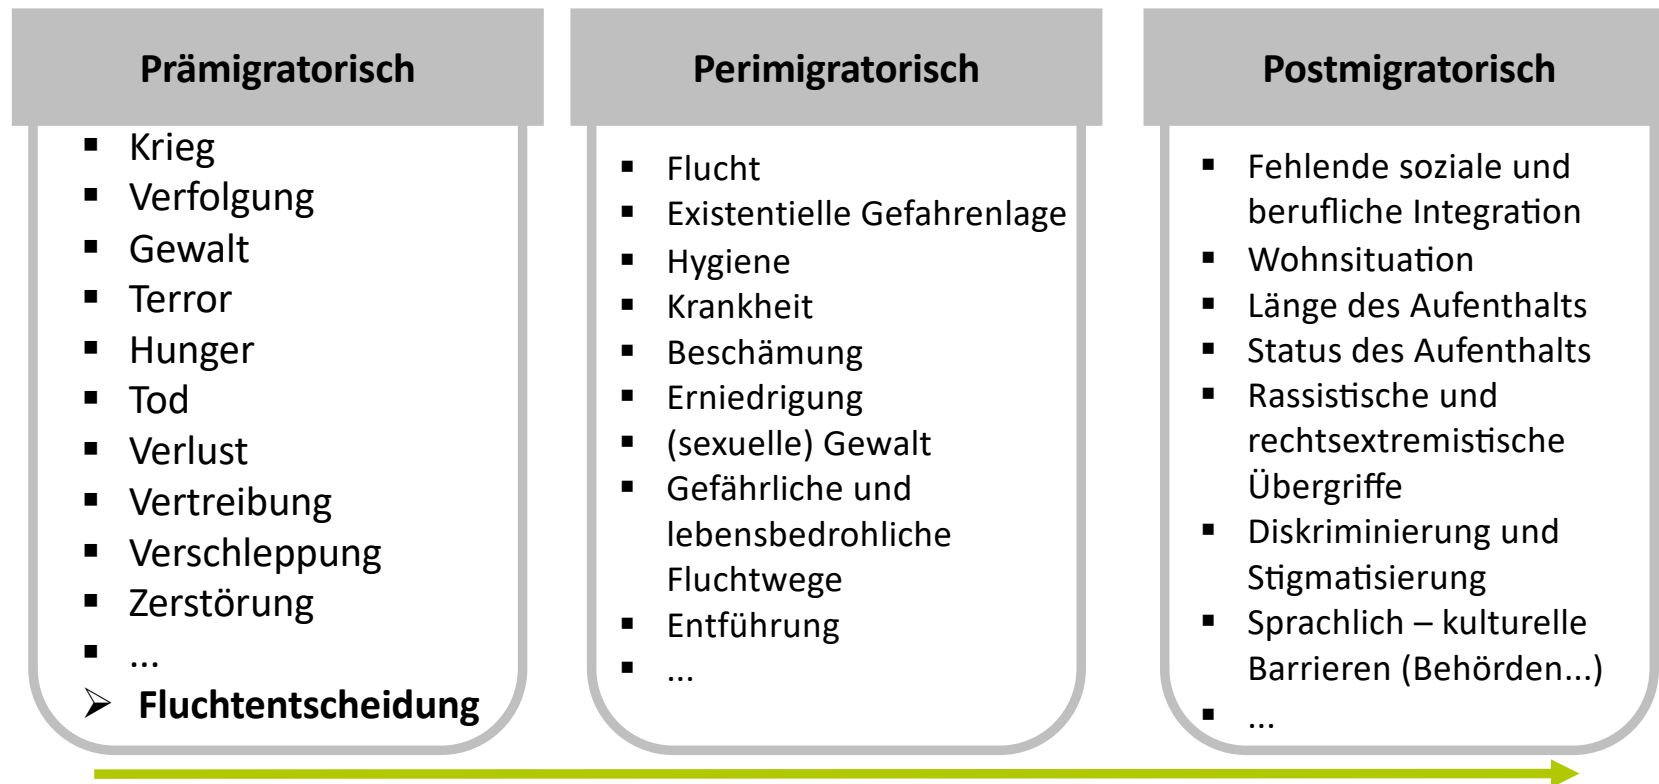 Prämigratorisch
▪ Krieg
▪ Verfolgung
▪ Gewalt
▪ Terror
▪ Hunger
▪ Tod
▪ Verlust
▪ Vertreibung
▪ Verschleppung
▪ Zerstörung
▪ ...
➢ Fluchtentscheidung
Perimigratorisch
▪ Flucht
▪ Existentielle Gefahrenlage
▪ Hygiene
▪ Krankheit
▪ Beschämung
▪ Erniedrigung
▪ (sexuelle) Gewalt
▪ Gefährliche und
lebensbedrohliche
Fluchtwege
▪ Entführung
▪ ...
Postmigratorisch
▪ Fehlende soziale und
berufliche Integration
▪ Wohnsituation
▪ Länge des Aufenthalts
▪ Status des Aufenthalts
▪ Rassistische und
rechtsextremistische
Übergriffe
▪ Diskriminierung und
Stigmatisierung
▪ Sprachlich – kulturelle
Barrieren (Behörden...)
▪ ...